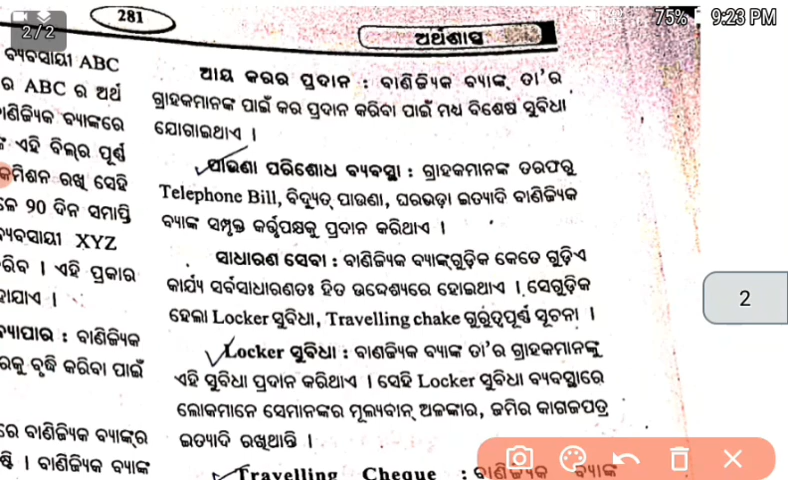 281
2/2
75% 9:23 PM
ଅର୍ଥଶାସ୍ତ୍ର
ବ୍ୟବସାୟୀ ABC
ର ABC ର ଅର୍ଥ
ବ୍ୟାଙ୍କରେ
ଏହି ବିଲ୍‌ର ପୂର୍ଣ୍ଣ
କମିଶନ ରଖି ସେହି
90 ଦିନ ସମାପ୍ତି
XYZ
। ଏହି ପ୍ରକାର
: ବାଣିଜ୍ୟିକ
ବୃଦ୍ଧି କରିବା ପାଇଁ
ରେ ବାଣିଜ୍ୟିକ ବ୍ୟାଙ୍କ୍‌ର
। ବାଣିଜ୍ୟିକ ବ୍ୟାଙ୍କ
ଆୟ କରର ପ୍ରଦାନ : ବାଣିଜ୍ୟିକ ବ୍ୟାଙ୍କ୍ ତା'ର
ଗ୍ରାହକମାନଙ୍କ ପାଇଁ କର ପ୍ରଦାନ କରିବା ପାଇଁ ମଧ୍ୟ ବିଶେଷ ସୁବିଧା
ଯୋଗାଇଥାଏ ।
ପାଉଣା ପରିଶୋଧ ବ୍ୟବସ୍ଥା : ଗ୍ରାହକମାନଙ୍କ ତରଫରୁ
Telephone Bill, ବିଦ୍ୟୁତ୍ ପାଉଣା, ଘରଭଡ଼ା ଇତ୍ୟାଦି ବାଣିଜ୍ୟିକ
ବ୍ୟାଙ୍କ ସମ୍ପୃକ୍ତ କର୍ତ୍ତୃପକ୍ଷକୁ ପ୍ରଦାନ କରିଥାଏ ।
ସାଧାରଣ ସେବା : ବାଣିଜ୍ୟିକ ବ୍ୟାଙ୍କ୍‌ଗୁଡ଼ିକ କେତେ ଗୁଡ଼ିଏ
କାର୍ଯ୍ୟ ସର୍ବସାଧାରଣତଃ ହିତ ଉଦ୍ଦେଶ୍ୟରେ ହୋଇଥାଏ । ସେଗୁଡ଼ିକ
ହେଲା Locker ସୁବିଧା, Travelling chake ଗୁରୁତ୍ୱପୂର୍ଣ୍ଣ ସୂଚନା ।
Locker ସୁବିଧା : ବାଣିଜ୍ୟିକ ବ୍ୟାଙ୍କ ତା'ର ଗ୍ରାହକମାନଙ୍କୁ
ଏହି ସୁବିଧା ପ୍ରଦାନ କରିଥାଏ । ସେହି Locker ସୁବିଧା ବ୍ୟବସ୍ଥାରେ
ଲୋକମାନେ ସେମାନଙ୍କର ମୂଲ୍ୟବାନ୍ ଅଳଙ୍କାର, ଜମିର କାଗଜପତ୍ର
ଇତ୍ୟାଦି ରଖିଥାନ୍ତି ।
Travelling Cheque : ବାଣିଜ୍ୟିକ ବ୍ୟାଙ୍କ
2